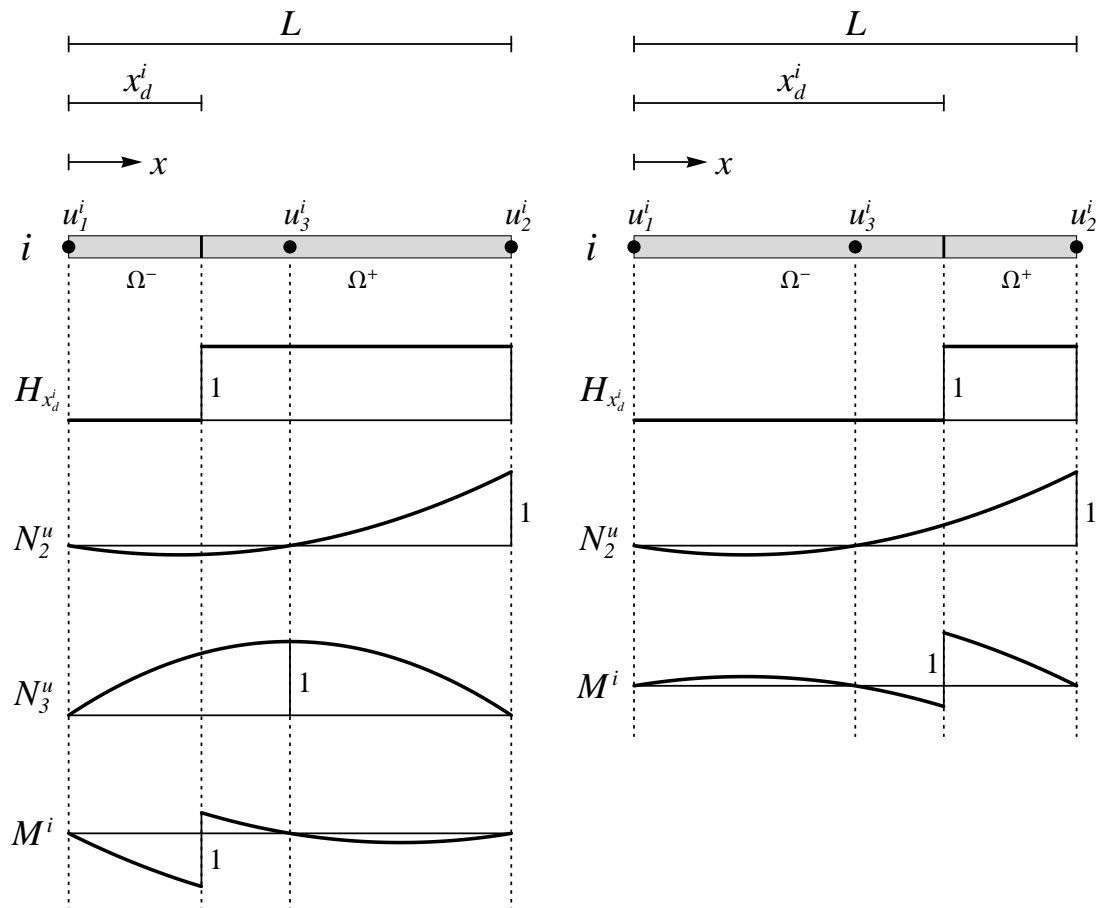 L
x_d^i
x
u_1^i u_3^i u_2^i
i
Ω⁻ Ω⁺
H_{x_d^i} 1
N_2^u 1
N_3^u 1
M^i 1
L
x_d^i
x
u_1^i u_3^i u_2^i
i
Ω⁻ Ω⁺
H_{x_d^i} 1
N_2^u 1
M^i 1